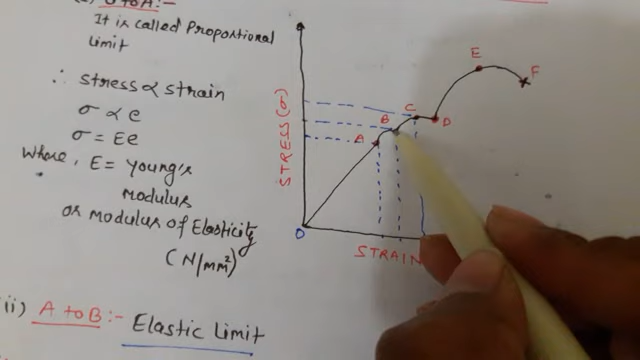 O to A :-
It is called Proportional
Limit
∴ Stress ∝ Strain
σ ∝ e
σ = Ee
Where, E = Young's
Modulus
or Modulus of Elasticity
(N/mm²)
ii) A to B :- Elastic Limit
STRESS (σ)
E
F
C
B
D
A
O
STRAIN